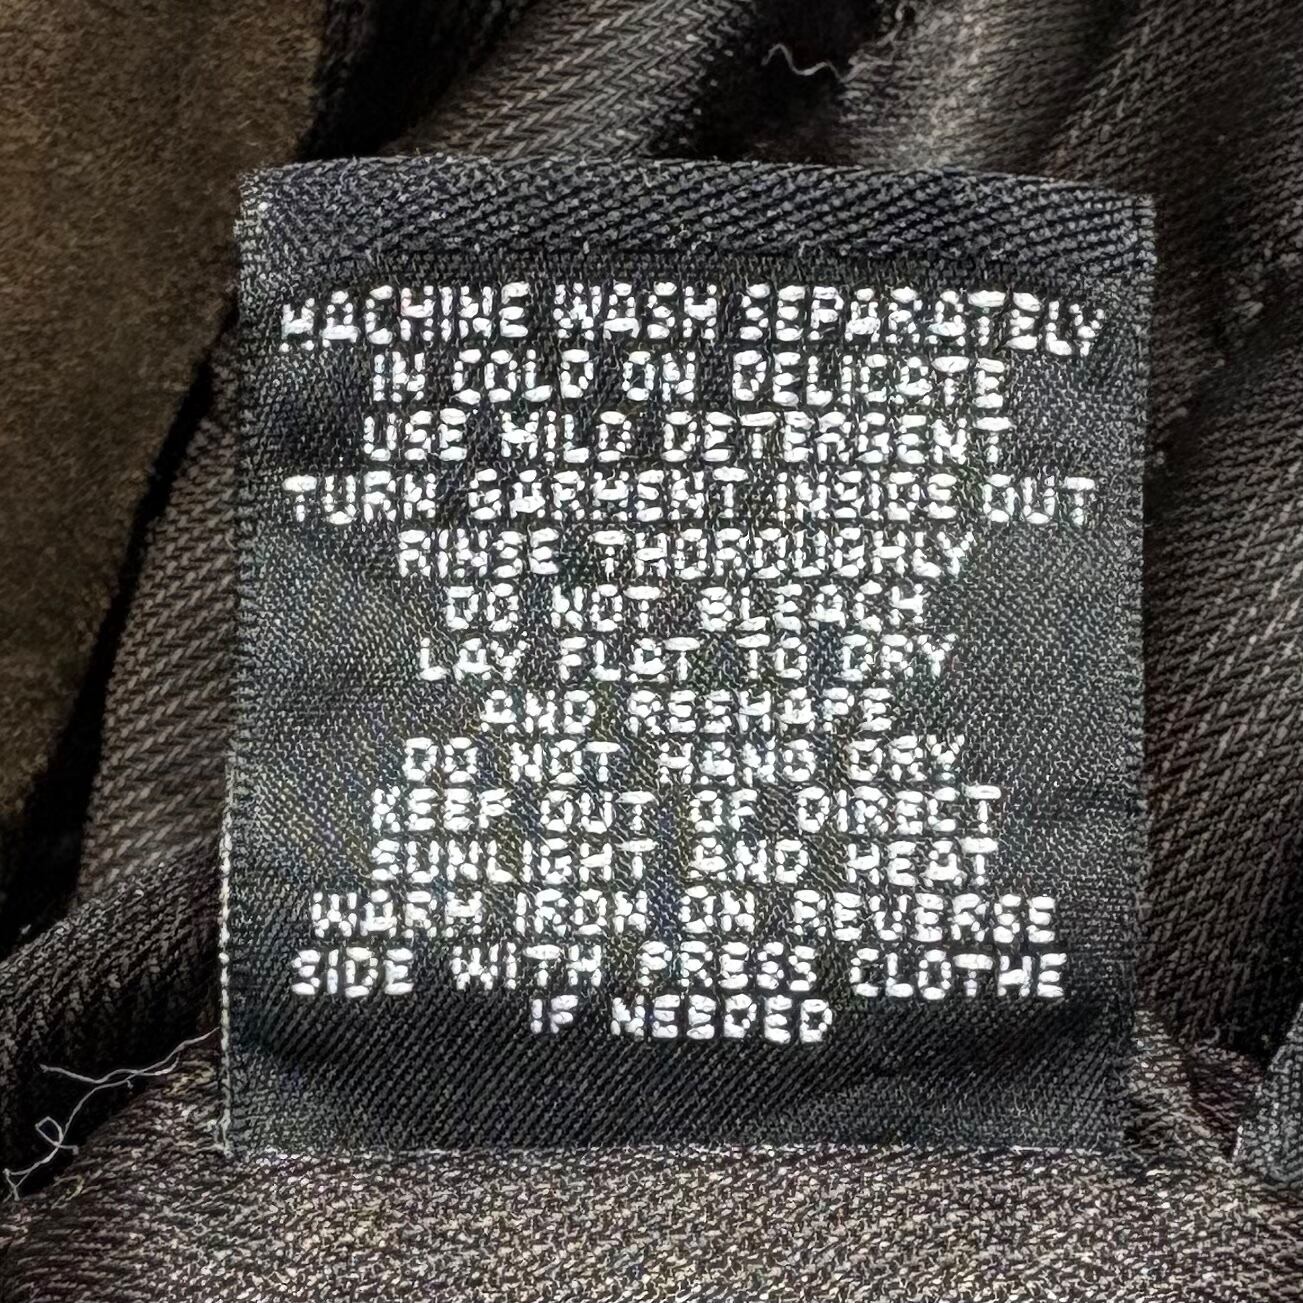 MACHINE WASH SEPARATELY
IN COLD ON DELICATE
USE MILD DETERGENT
TURN GARMENT INSIDE OUT
RINSE THOROUGHLY
DO NOT BLEACH
LAY FLAT TO DRY
AND RESHAPE
DO NOT HANG DRY
KEEP OUT OF DIRECT
SUNLIGHT AND HEAT
WARM IRON ON REVERSE
SIDE WITH PRESS CLOTHE
IF NEEDED